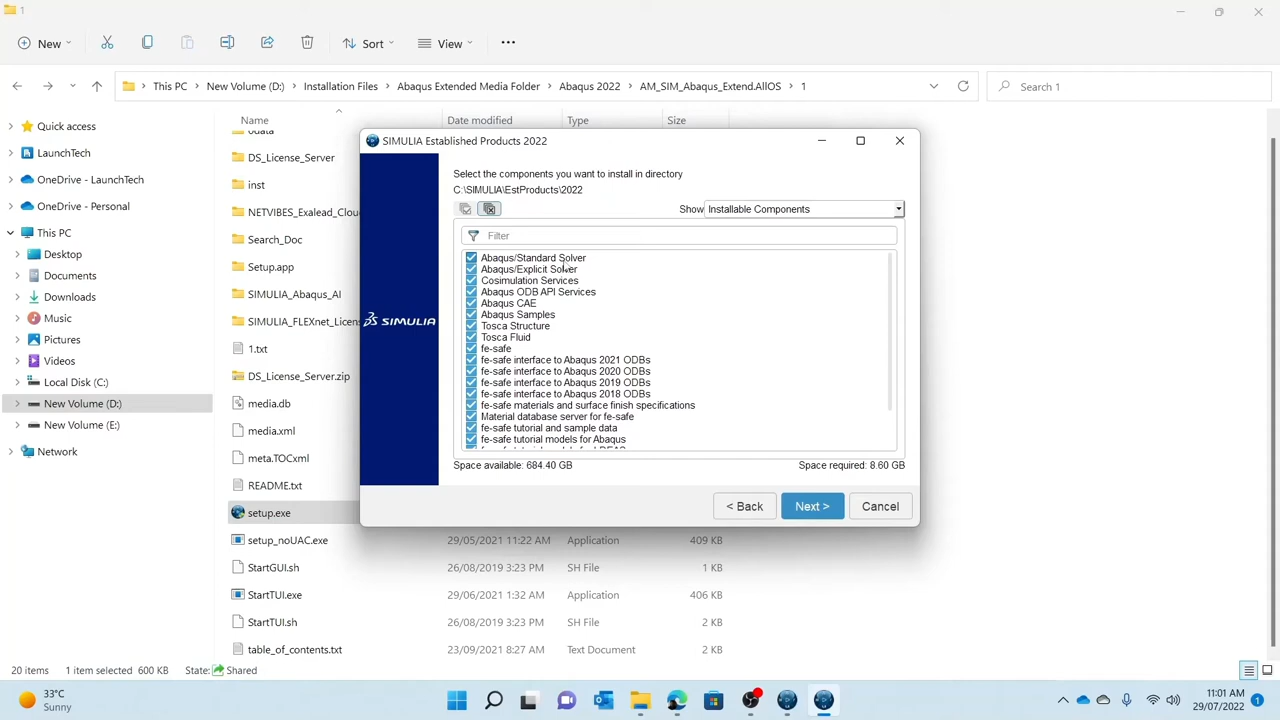 1
New
Sort
View
This PC
New Volume (D:)
Installation Files
Abaqus Extended Media Folder
Abaqus 2022
AM_SIM_Abaqus_Extend.AllOS
1
Search 1
Quick access
LaunchTech
OneDrive - LaunchTech
OneDrive - Personal
This PC
Desktop
Documents
Downloads
Music
Pictures
Videos
Local Disk (C:)
New Volume (D:)
New Volume (E:)
Network
Name
Date modified
Type
Size
DS_License_Server
inst
NETVIBES_Exalead_Clou
Search_Doc
Setup.app
SIMULIA_Abaqus_AI
SIMULIA_FLEXnet_Licen
1.txt
DS_License_Server.zip
media.db
media.xml
meta.TOCxml
README.txt
setup.exe
setup_noUAC.exe 29/05/2021 11:22 AM Application 409 KB
StartGUI.sh 26/08/2019 3:23 PM SH File 1 KB
StartTUI.exe 29/06/2021 1:32 AM Application 406 KB
StartTUI.sh 26/08/2019 3:23 PM SH File 2 KB
table_of_contents.txt 23/09/2021 8:27 AM Text Document 2 KB
SIMULIA Established Products 2022
SIMULIA
Select the components you want to install in directory
C:\SIMULIA\EstProducts\2022
Show Installable Components
Filter
Abaqus/Standard Solver
Abaqus/Explicit Solver
Cosimulation Services
Abaqus ODB API Services
Abaqus CAE
Abaqus Samples
Tosca Structure
Tosca Fluid
fe-safe
fe-safe interface to Abaqus 2021 ODBs
fe-safe interface to Abaqus 2020 ODBs
fe-safe interface to Abaqus 2019 ODBs
fe-safe interface to Abaqus 2018 ODBs
fe-safe materials and surface finish specifications
Material database server for fe-safe
fe-safe tutorial and sample data
fe-safe tutorial models for Abaqus
Space available: 684.40 GB
Space required: 8.60 GB
< Back
Next >
Cancel
20 items
1 item selected 600 KB
State: Shared
33°C
Sunny
11:01 AM
29/07/2022